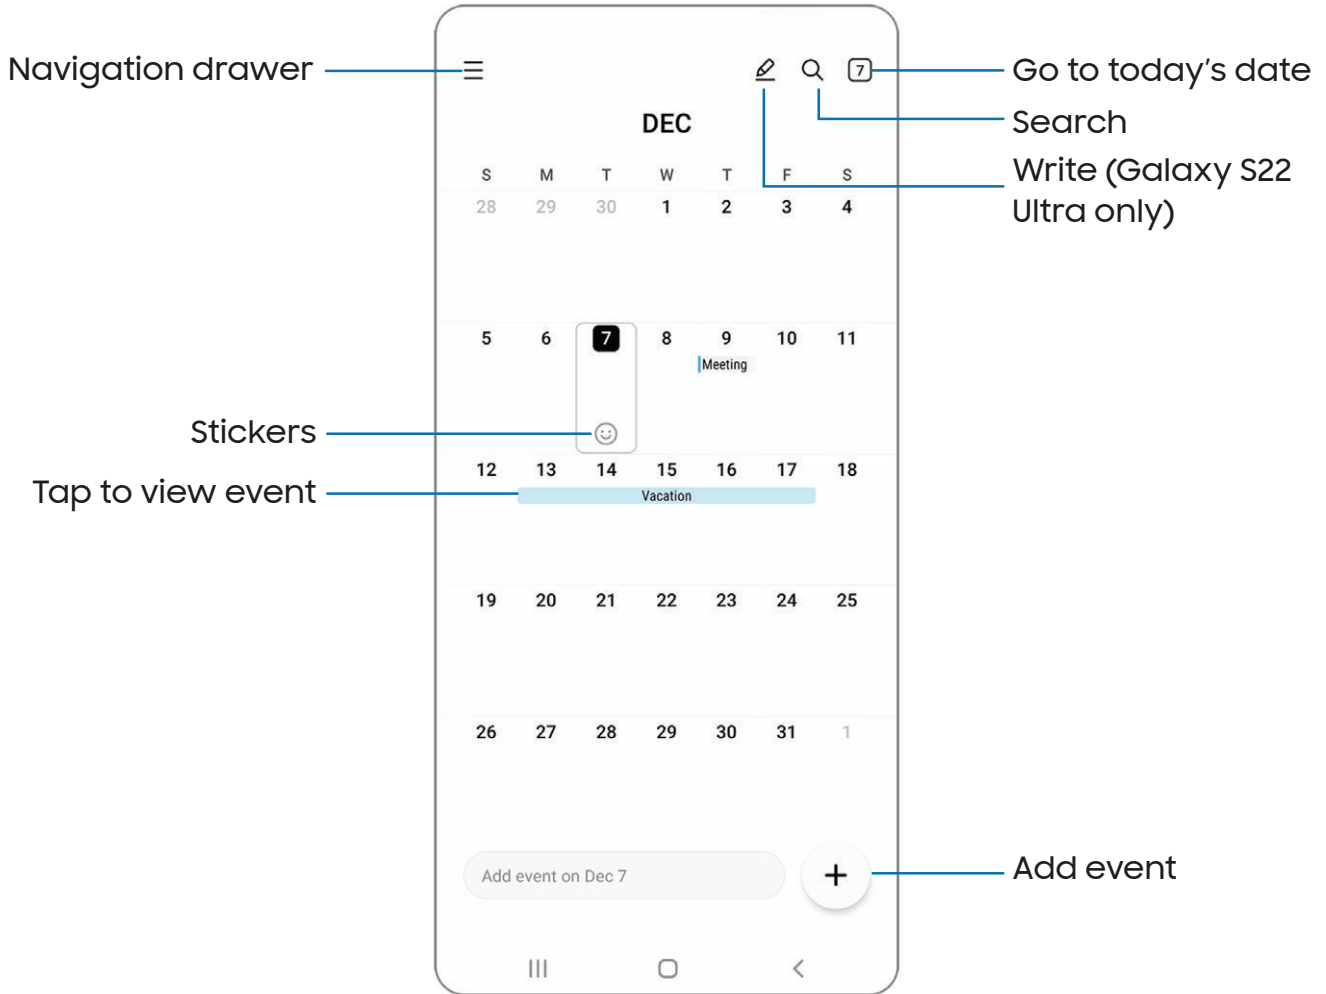 Navigation drawer
7
Go to today's date
Search
Write (Galaxy S22
Ultra only)
DEC
S M T W T F S
28 29 30 1 2 3 4
5 6 7 8 9 10 11
Meeting
Stickers
12 13 14 15 16 17 18
Tap to view event
Vacation
19 20 21 22 23 24 25
26 27 28 29 30 31 1
Add event on Dec 7
+
Add event